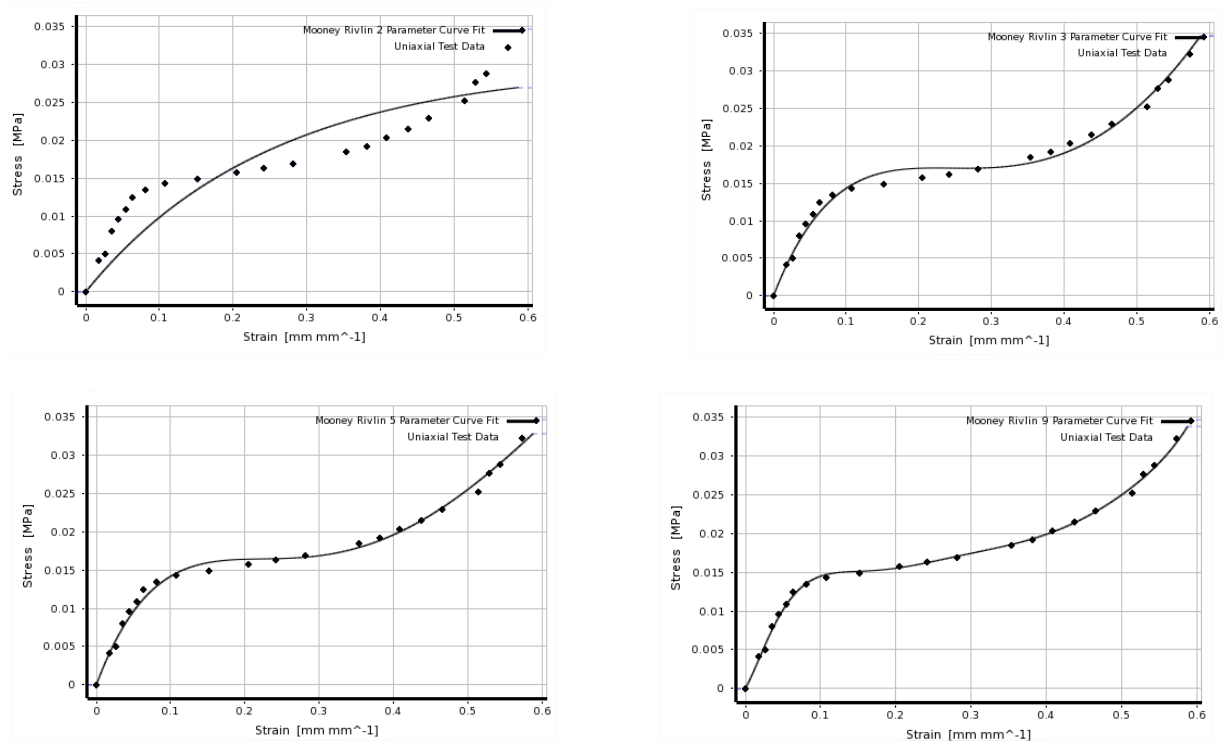 0.035
Mooney Rivlin 2 Parameter Curve Fit
Uniaxial Test Data
0.03
0.025
0.02
Stress [MPa]
0.015
0.01
0.005
0
0 0.1 0.2 0.3 0.4 0.5 0.6
Strain [mm mm^-1]
0.035
Mooney Rivlin 3 Parameter Curve Fit
Uniaxial Test Data
0.03
0.025
0.02
Stress [MPa]
0.015
0.01
0.005
0
0 0.1 0.2 0.3 0.4 0.5 0.6
Strain [mm mm^-1]
0.035
Mooney Rivlin 5 Parameter Curve Fit
Uniaxial Test Data
0.03
0.025
0.02
Stress [MPa]
0.015
0.01
0.005
0
0 0.1 0.2 0.3 0.4 0.5 0.6
Strain [mm mm^-1]
0.035
Mooney Rivlin 9 Parameter Curve Fit
Uniaxial Test Data
0.03
0.025
0.02
Stress [MPa]
0.015
0.01
0.005
0
0 0.1 0.2 0.3 0.4 0.5 0.6
Strain [mm mm^-1]